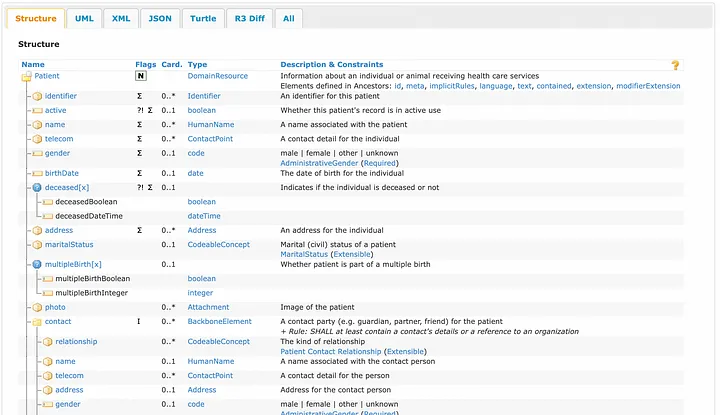 Structure UML XML JSON Turtle R3 Diff All
Structure
Name Flags Card. Type Description & Constraints ?
Patient N DomainResource Information about an individual or animal receiving health care services
Elements defined in Ancestors: id, meta, implicitRules, language, text, contained, extension, modifierExtension
identifier Σ 0..* Identifier An identifier for this patient
active ?! Σ 0..1 boolean Whether this patient's record is in active use
name Σ 0..* HumanName A name associated with the patient
telecom Σ 0..* ContactPoint A contact detail for the individual
gender Σ 0..1 code male | female | other | unknown
AdministrativeGender (Required)
birthDate Σ 0..1 date The date of birth for the individual
? deceased[x] ?! Σ 0..1 Indicates if the individual is deceased or not
deceasedBoolean boolean
deceasedDateTime dateTime
address Σ 0..* Address An address for the individual
maritalStatus 0..1 CodeableConcept Marital (civil) status of a patient
MaritalStatus (Extensible)
? multipleBirth[x] 0..1 Whether patient is part of a multiple birth
multipleBirthBoolean boolean
multipleBirthInteger integer
photo 0..* Attachment Image of the patient
contact I 0..* BackboneElement A contact party (e.g. guardian, partner, friend) for the patient
+ Rule: SHALL at least contain a contact's details or a reference to an organization
relationship 0..* CodeableConcept The kind of relationship
Patient Contact Relationship (Extensible)
name 0..1 HumanName A name associated with the contact person
telecom 0..* ContactPoint A contact detail for the person
address 0..1 Address Address for the contact person
gender 0..1 code male | female | other | unknown
AdministrativeGender (Required)